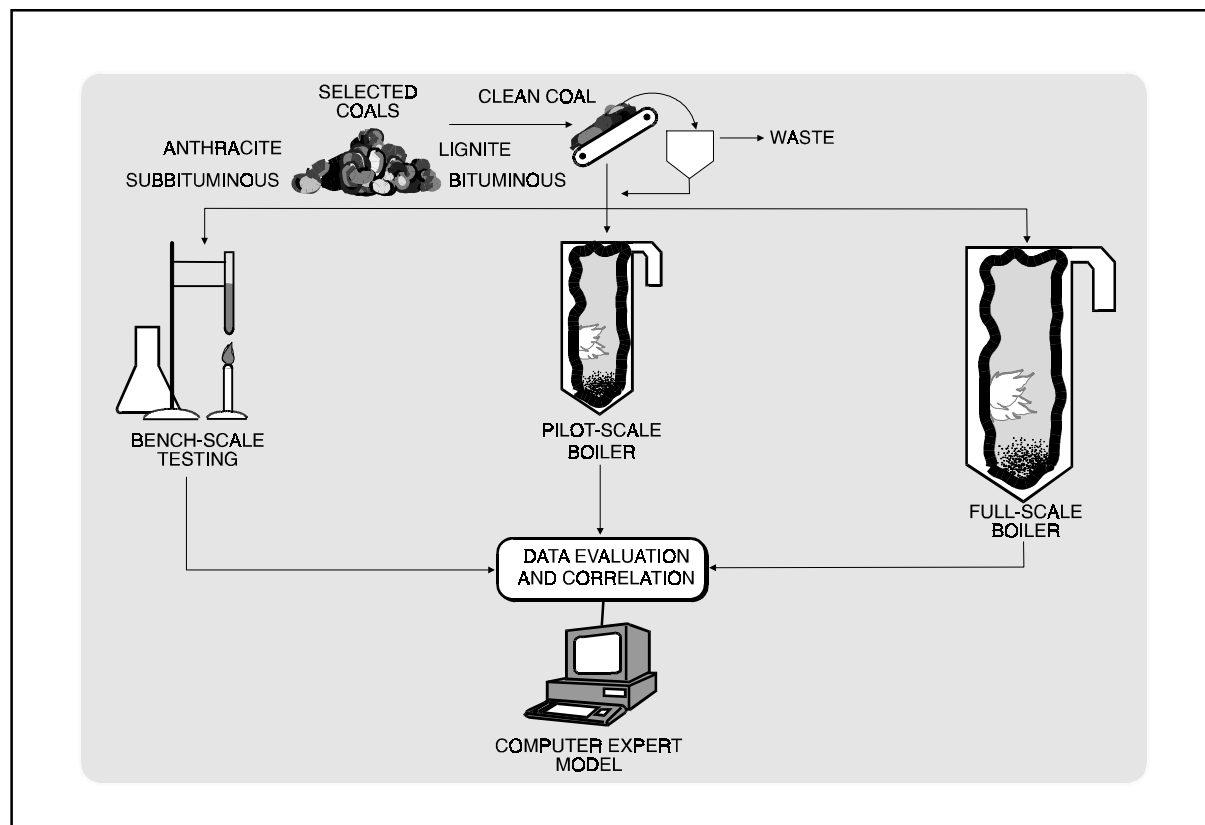 SELECTED
COALS
CLEAN COAL
WASTE
ANTHRACITE
LIGNITE
SUBBITUMINOUS
BITUMINOUS
BENCH-SCALE
TESTING
PILOT-SCALE
BOILER
FULL-SCALE
BOILER
DATA EVALUATION
AND CORRELATION
COMPUTER EXPERT
MODEL